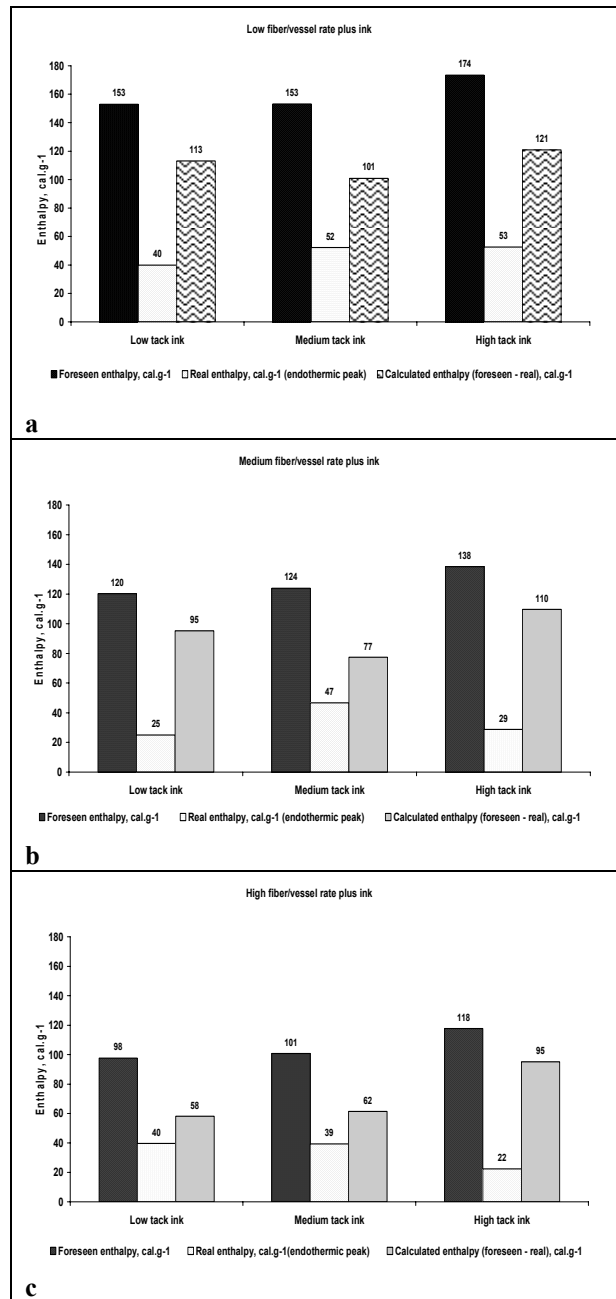 Low fiber/vessel rate plus ink
Enthalpy, cal.g-1
180
160
140
120
100
80
60
40
20
0
153 40 113
153 52 101
174 53 121
Low tack ink Medium tack ink High tack ink
Foreseen enthalpy, cal.g-1 Real enthalpy, cal.g-1 (endothermic peak) Calculated enthalpy (foreseen - real), cal.g-1
a
Medium fiber/vessel rate plus ink
Enthalpy, cal.g-1
180
160
140
120
100
80
60
40
20
0
120 25 95
124 47 77
138 29 110
Low tack ink Medium tack ink High tack ink
Foreseen enthalpy, cal.g-1 Real enthalpy, cal.g-1 (endothermic peak) Calculated enthalpy (foreseen - real), cal.g-1
b
High fiber/vessel rate plus ink
Enthalpy, cal.g-1
180
160
140
120
100
80
60
40
20
0
98 40 58
101 39 62
118 22 95
Low tack ink Medium tack ink High tack ink
Foreseen enthalpy, cal.g-1 Real enthalpy, cal.g-1(endothermic peak) Calculated enthalpy (foreseen - real), cal.g-1
c